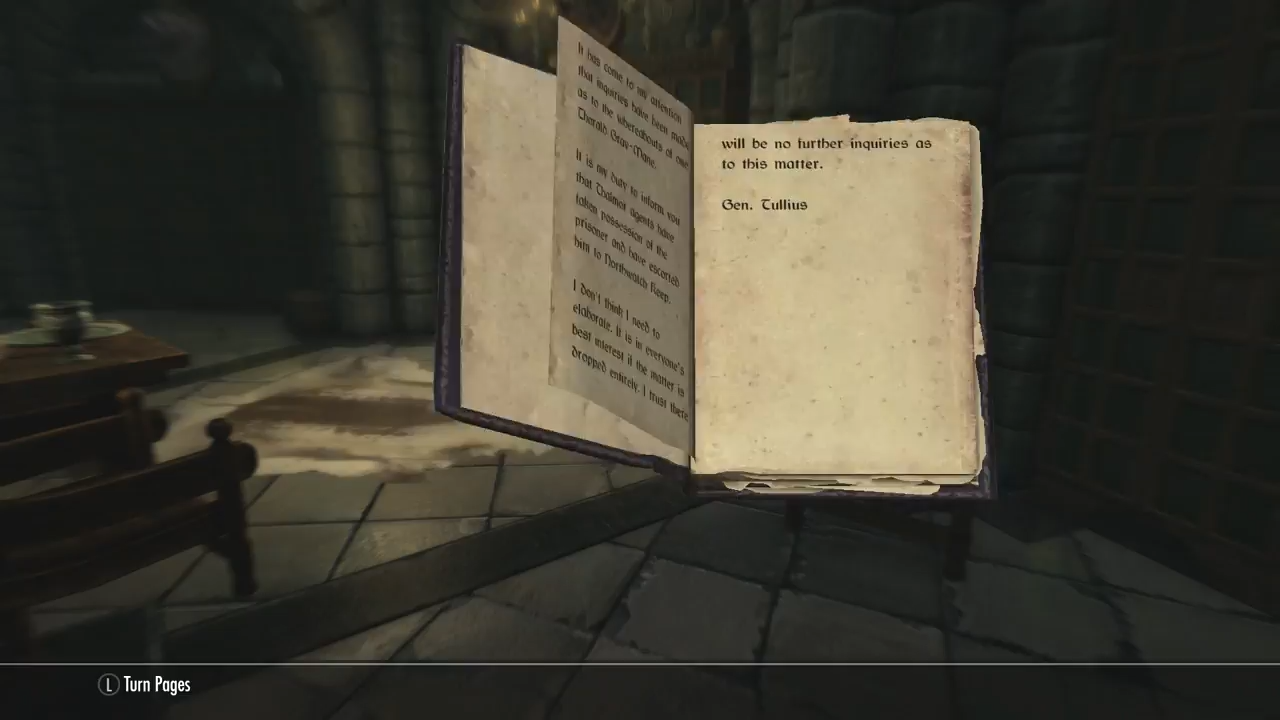 It has come to my attention
that inquiries have been made
as to the whereabouts of one
Thorald Gray-Mane.
It is my duty to inform you
that Thalmor agents have
taken possession of the
prisoner and have escorted
him to Northwatch Keep.
I don't think I need to
elaborate. It is in everyone's
best interest if the matter is
dropped entirely. I trust there
will be no further inquiries as
to this matter.
Gen. Tullius
L Turn Pages